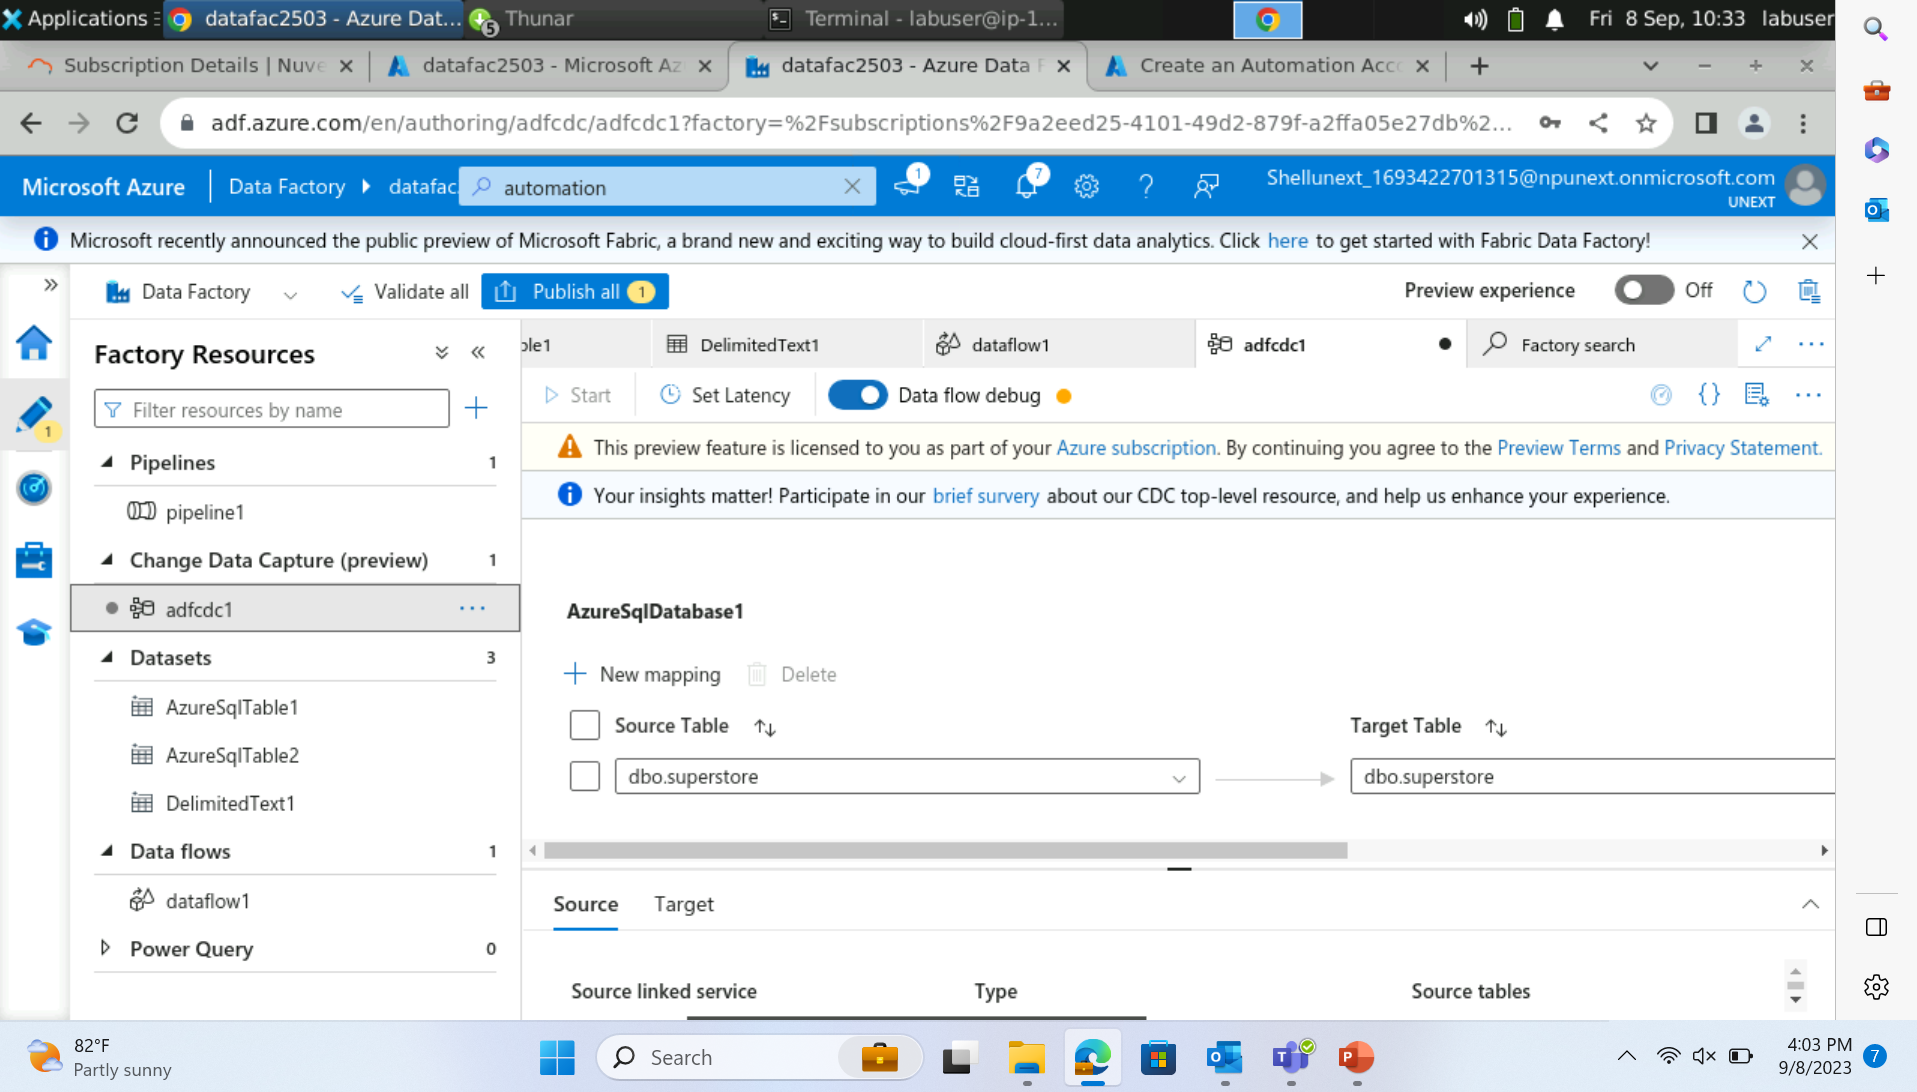 Applications
datafac2503 - Azure Dat...
5
Thunar
Terminal - labuser@ip-1...
Fri 8 Sep, 10:33 labuser
Subscription Details | Nuve
datafac2503 - Microsoft Az
datafac2503 - Azure Data F
Create an Automation Acc
adf.azure.com/en/authoring/adfcdc/adfcdc1?factory=%2Fsubscriptions%2F9a2eed25-4101-49d2-879f-a2ffa05e27db%2...
Microsoft Azure
Data Factory
datafac
automation
1
7
Shellunext_1693422701315@npunext.onmicrosoft.com
UNEXT
Microsoft recently announced the public preview of Microsoft Fabric, a brand new and exciting way to build cloud-first data analytics. Click here to get started with Fabric Data Factory!
Data Factory
Validate all
Publish all 1
Preview experience
Off
Factory Resources
ble1
DelimitedText1
dataflow1
adfcdc1
Factory search
Start
Set Latency
Data flow debug
Filter resources by name
1
This preview feature is licensed to you as part of your Azure subscription. By continuing you agree to the Preview Terms and Privacy Statement.
Your insights matter! Participate in our brief survery about our CDC top-level resource, and help us enhance your experience.
Pipelines 1
pipeline1
Change Data Capture (preview) 1
adfcdc1
Datasets 3
AzureSqlTable1
AzureSqlTable2
DelimitedText1
Data flows 1
dataflow1
Power Query 0
AzureSqlDatabase1
New mapping
Delete
Source Table
Target Table
dbo.superstore
dbo.superstore
Source
Target
Source linked service
Type
Source tables
82°F
Partly sunny
Search
4:03 PM
9/8/2023
7